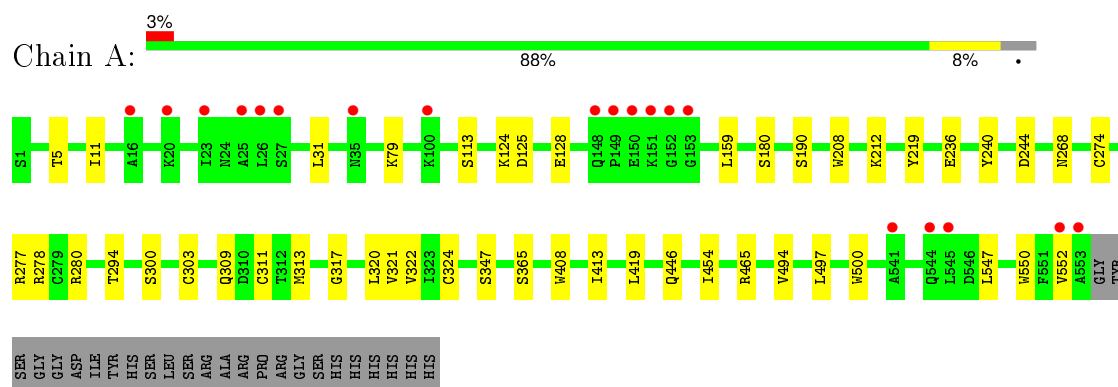 3%
Chain A:
88%
8%
S1 T5 I11 A16 K20 I23 N24 A25 L26 S27 L31 N35 K79 K100 S113 K124 D125 E128 Q148 P149 E150 K151 G152 G153 L159 S180 S190 W208 K212 Y219 E236 Y240 D244 N268 C274
R277 R278 C279 R280 T294 S300 C303 Q309 D310 C311 T312 M313 G317 L320 V321 V322 I323 C324 S347 S365 W408 I413 L419 Q446 I454 R465 V494 L497 W500 A541 Q544 L545 D546 L547 W550 F551 V552 A553 GLY TYR
SER GLY GLY ASP ILE TYR HIS SER LEU SER ARG ALA ARG PRO ARG GLY SER HIS HIS HIS HIS HIS HIS